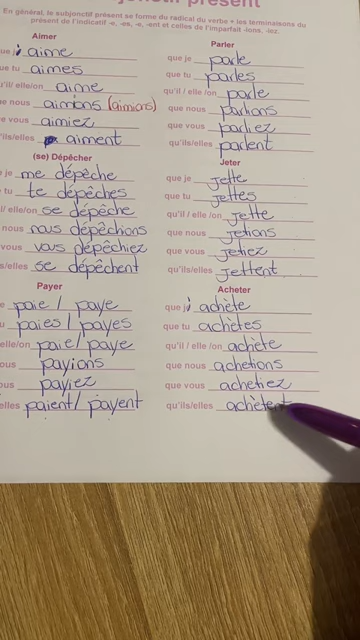 présent
En général, le subjonctif présent se forme du radical du verbe + les terminaisons du
présent de l'indicatif -e, -es, -e, -ent et celles de l'imparfait -ions, -iez.
Aimer
que j' aime
que tu aimes
qu'il/ elle/on aime
que nous aimions (aimions)
que vous aimiez
qu'ils/elles aiment
(se) Dépêcher
je me dépêche
tu te dépêches
il/ elle/on se dépêche
nous nous dépêchions
vous vous dépêchiez
ils/elles se dépêchent
Payer
paie / paye
paies / payes
elle/on paie / paye
nous payions
vous payiez
elles paient / payent
Parler
que je parle
que tu parles
qu'il / elle /on parle
que nous parlions
que vous parliez
qu'ils/elles parlent
Jeter
que je jette
que tu jettes
qu'il / elle /on jette
que nous jetions
que vous jetiez
qu'ils/elles jettent
Acheter
que j' achète
que tu achètes
qu'il / elle /on achète
que nous achetions
que vous achetiez
qu'ils/elles achètent